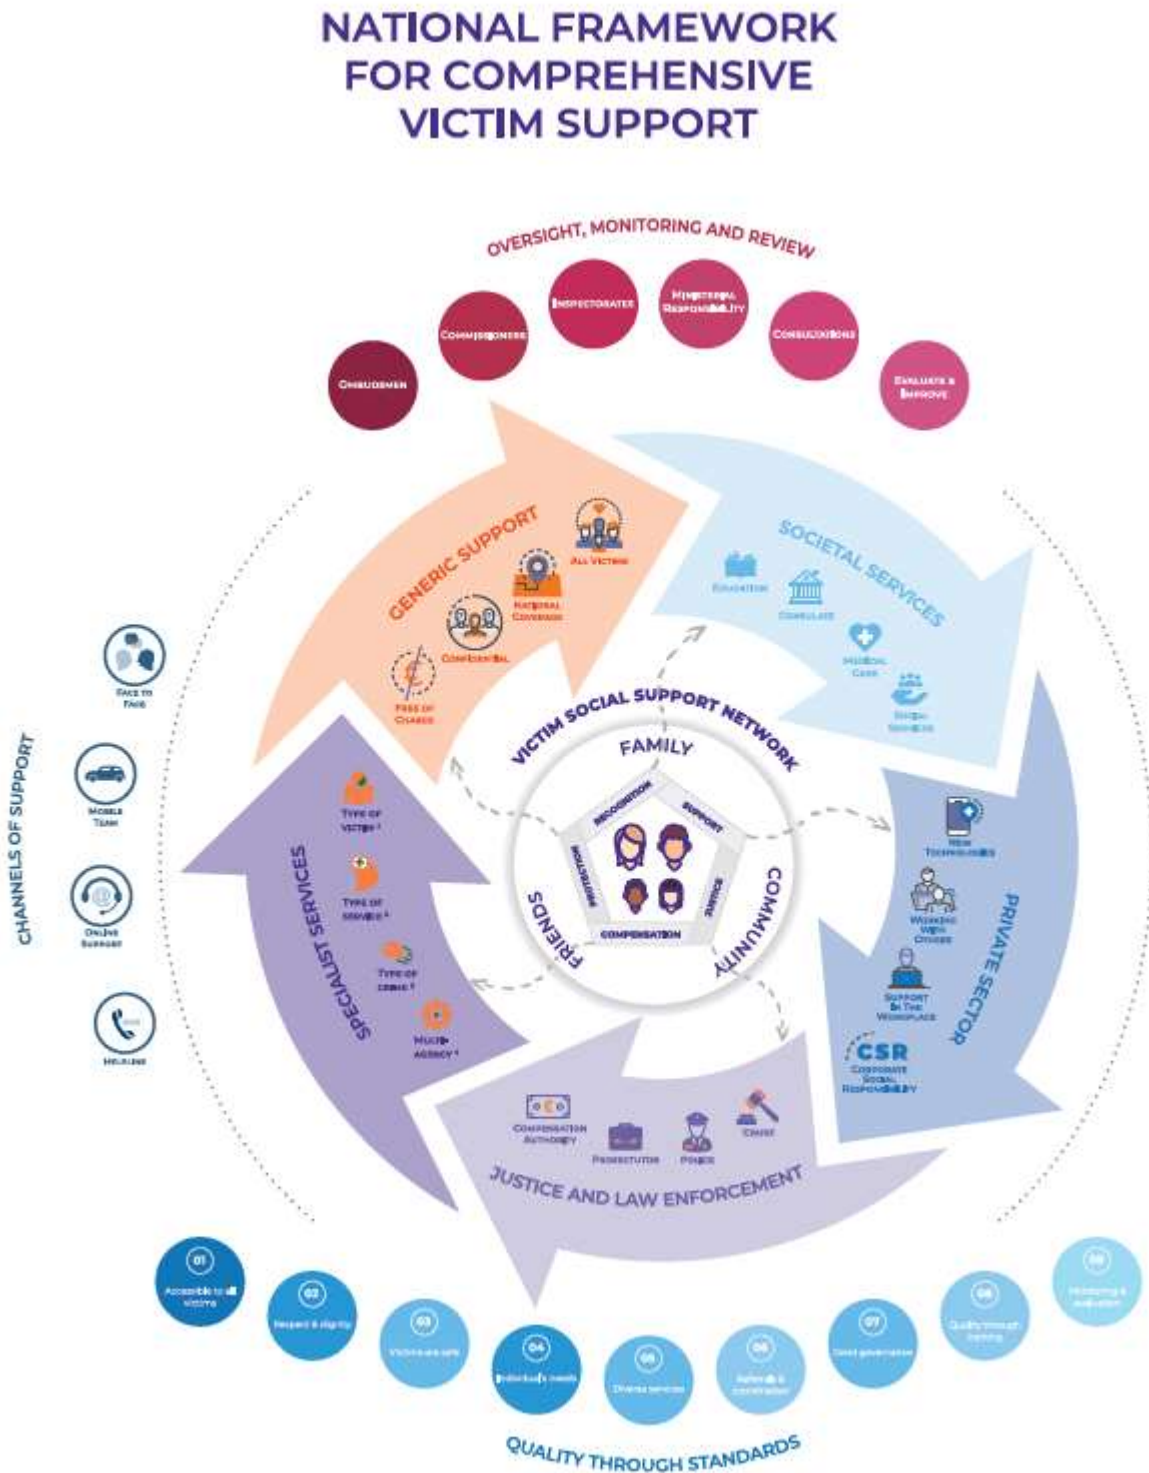 NATIONAL FRAMEWORK
FOR COMPREHENSIVE
VICTIM SUPPORT
OVERSIGHT, MONITORING AND REVIEW
OMBUDSMEN
COMMISSIONERS
INSPECTORATES
MINISTERIAL
RESPONSIBILITY
CONSULTATIONS
EVALUATE &
IMPROVE
GENERIC SUPPORT
FREE OF
CHARGE
CONFIDENTIAL
NATIONAL
COVERAGE
ALL VICTIMS
SOCIETAL SERVICES
EDUCATION
CONSULATE
MEDICAL
CARE
SOCIAL
SERVICES
PRIVATE SECTOR
NEW
TECHNOLOGIES
WORKING
WITH
OTHERS
SUPPORT
IN THE
WORKPLACE
CSR
CORPORATE
SOCIAL
RESPONSIBILITY
JUSTICE AND LAW ENFORCEMENT
COMPENSATION
AUTHORITY
PROSECUTOR
POLICE
COURT
SPECIALIST SERVICES
TYPE OF
VICTIM
TYPE OF
SERVICE
TYPE OF
CRIME
MULTI-
AGENCY
VICTIM SOCIAL SUPPORT NETWORK
FAMILY
COMMUNITY
FRIENDS
RECOGNITION
SUPPORT
JUSTICE
COMPENSATION
PROTECTION
CHANNELS OF SUPPORT
FACE TO
FACE
MOBILE
TEAM
ONLINE
SUPPORT
HELPLINE
01
Accessible to all
victims
02
Respect & dignity
03
Victims are safe
04
Individual's needs
05
Diverse services
06
Referrals &
coordination
07
Good governance
08
Quality through
training
09
Monitoring &
evaluation
QUALITY THROUGH STANDARDS